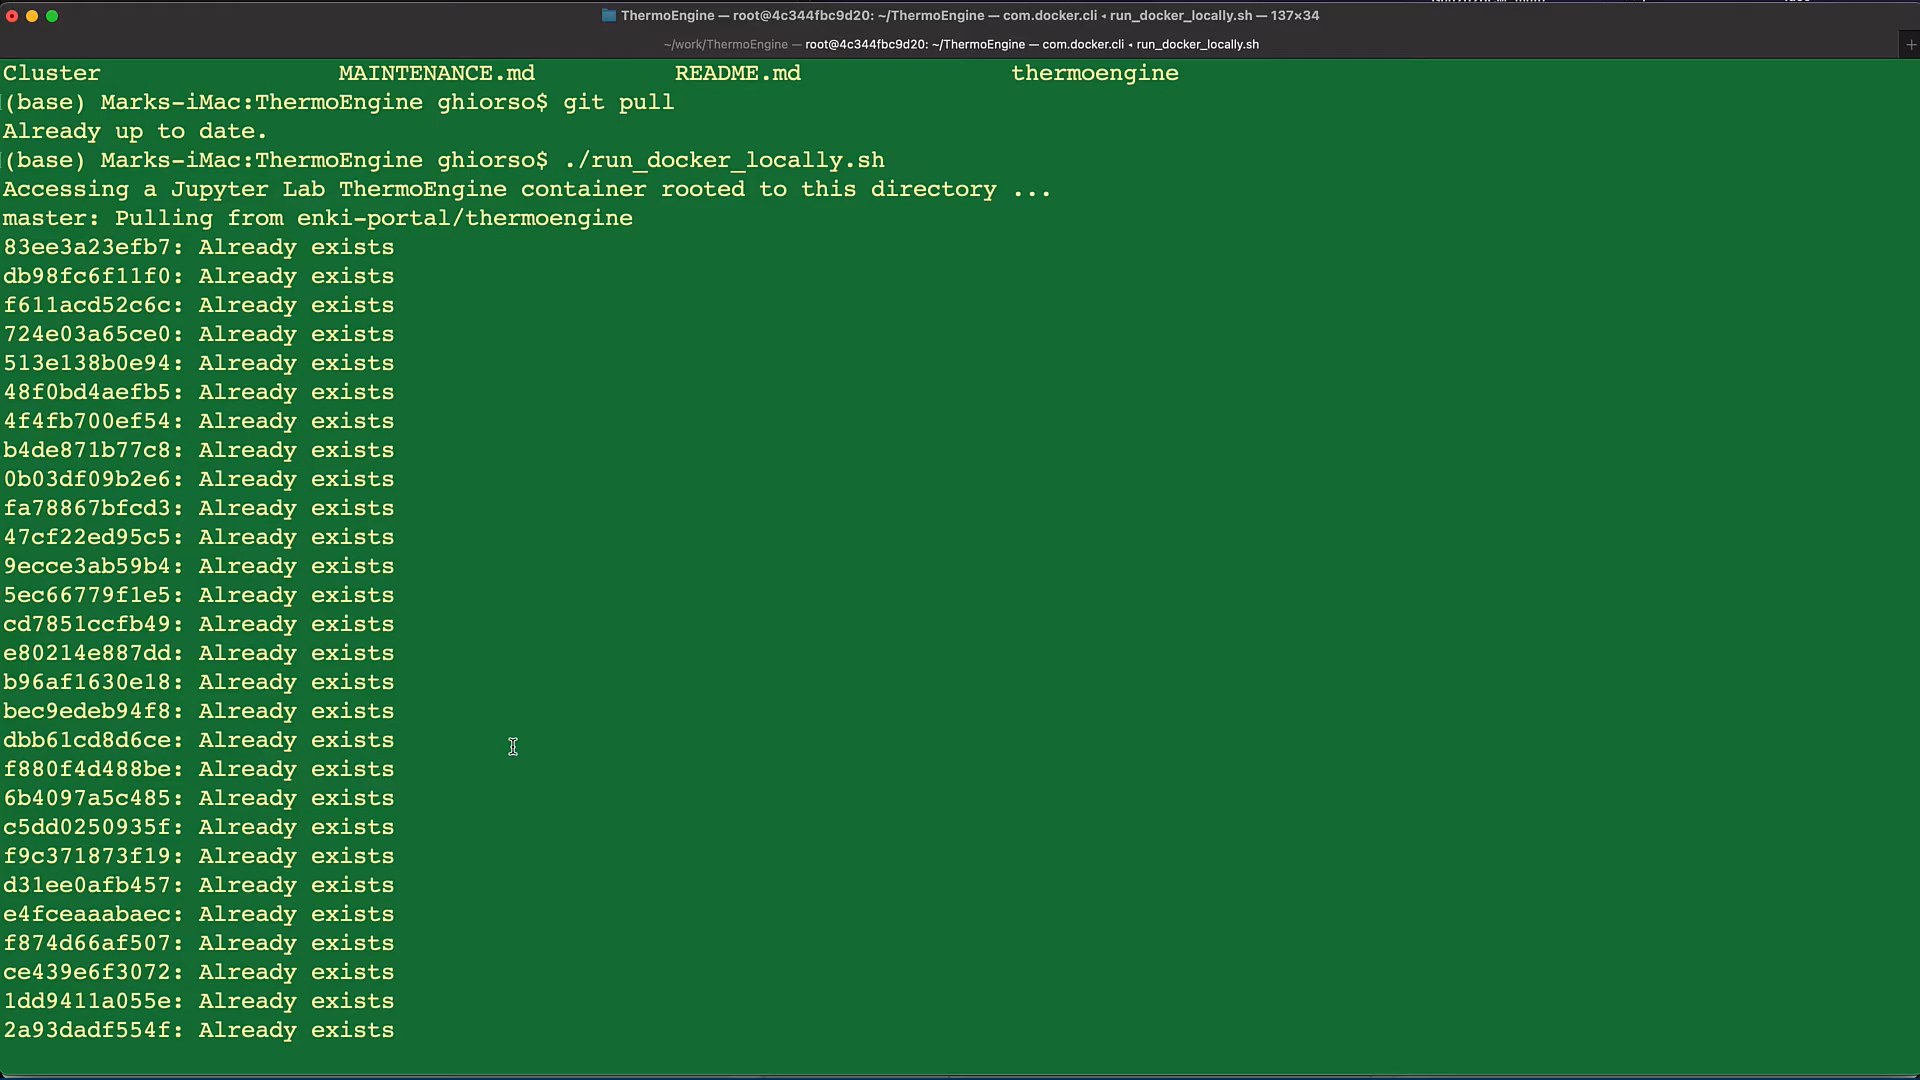 ThermoEngine — root@4c344fbc9d20: ~/ThermoEngine — com.docker.cli ◂ run_docker_locally.sh — 137×34
~/work/ThermoEngine — root@4c344fbc9d20: ~/ThermoEngine — com.docker.cli ◂ run_docker_locally.sh
Cluster MAINTENANCE.md README.md thermoengine
(base) Marks-iMac:ThermoEngine ghiorso$ git pull
Already up to date.
(base) Marks-iMac:ThermoEngine ghiorso$ ./run_docker_locally.sh
Accessing a Jupyter Lab ThermoEngine container rooted to this directory ...
master: Pulling from enki-portal/thermoengine
83ee3a23efb7: Already exists
db98fc6f11f0: Already exists
f611acd52c6c: Already exists
724e03a65ce0: Already exists
513e138b0e94: Already exists
48f0bd4aefb5: Already exists
4f4fb700ef54: Already exists
b4de871b77c8: Already exists
0b03df09b2e6: Already exists
fa78867bfcd3: Already exists
47cf22ed95c5: Already exists
9ecce3ab59b4: Already exists
5ec66779f1e5: Already exists
cd7851ccfb49: Already exists
e80214e887dd: Already exists
b96af1630e18: Already exists
bec9edeb94f8: Already exists
dbb61cd8d6ce: Already exists
f880f4d488be: Already exists
6b4097a5c485: Already exists
c5dd0250935f: Already exists
f9c371873f19: Already exists
d31ee0afb457: Already exists
e4fceaaabaec: Already exists
f874d66af507: Already exists
ce439e6f3072: Already exists
1dd9411a055e: Already exists
2a93dadf554f: Already exists